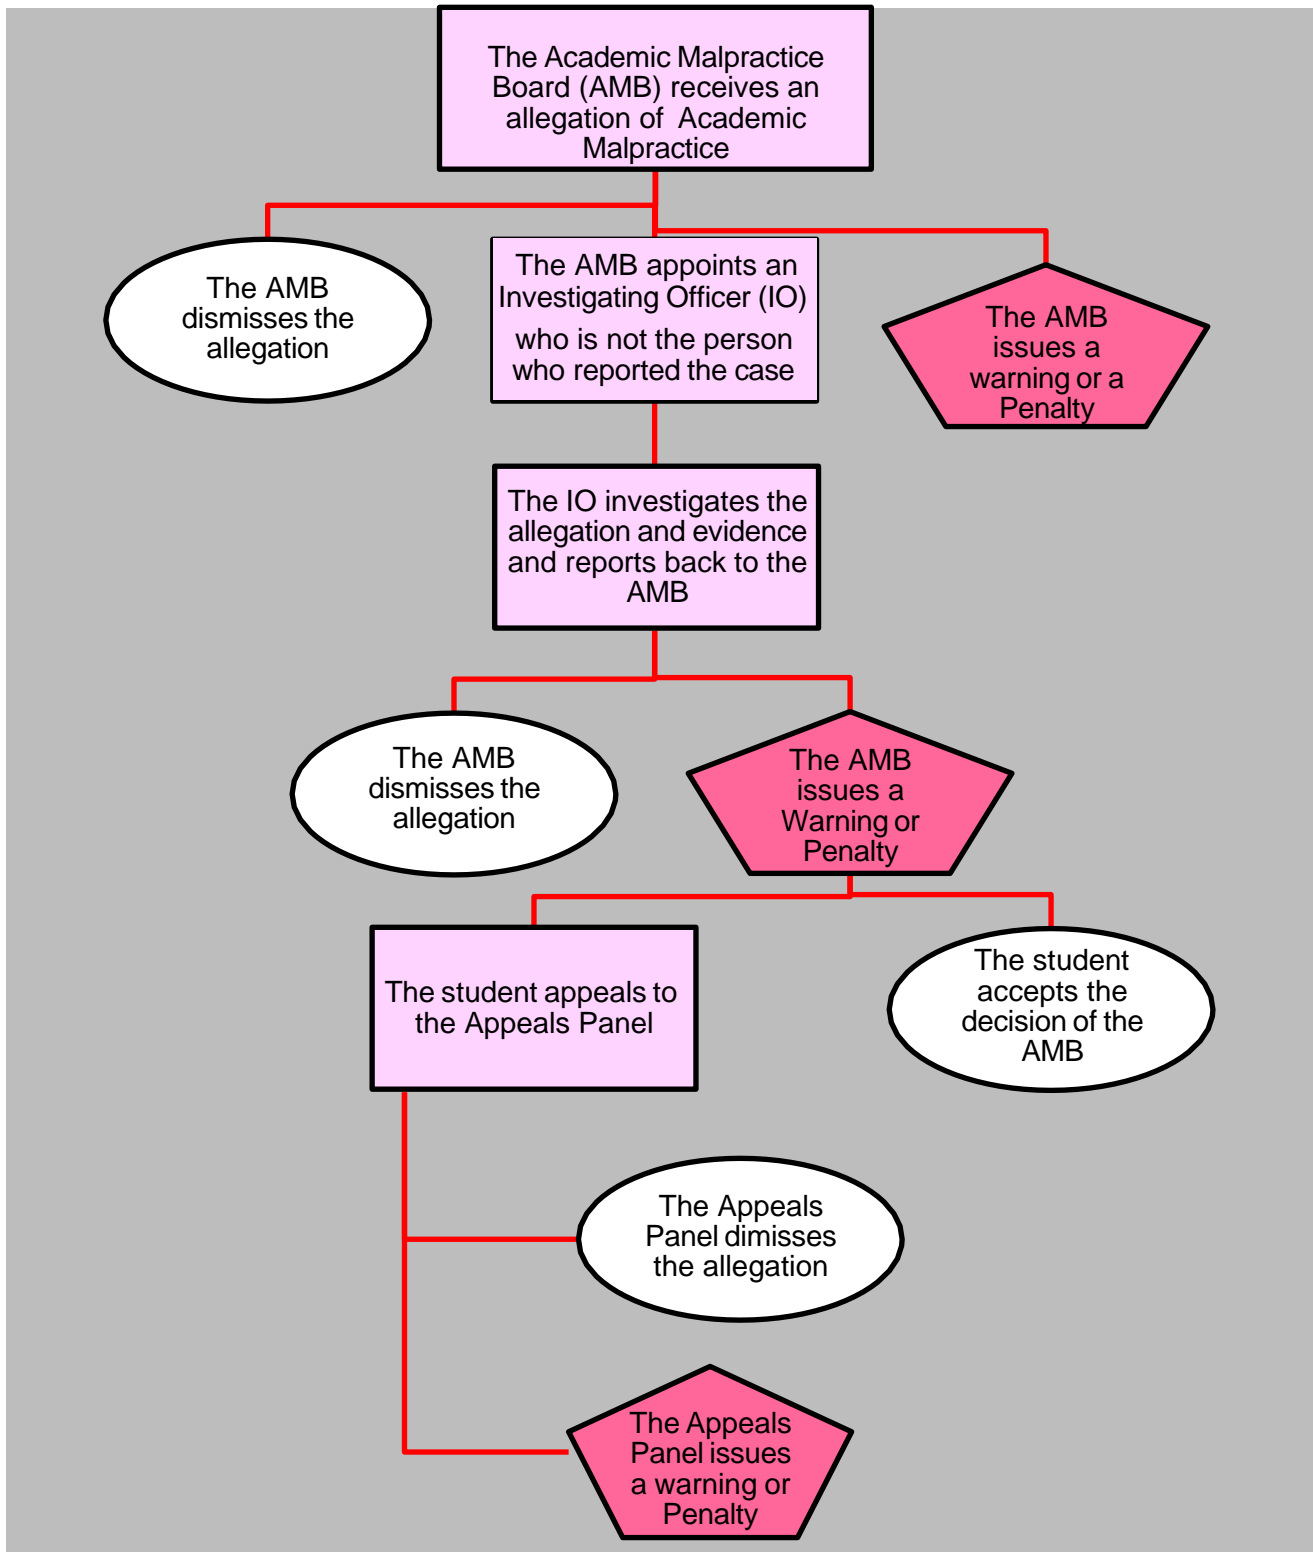 The Academic Malpractice
Board (AMB) receives an
allegation of Academic
Malpractice
The AMB
dismisses the
allegation
The AMB appoints an
Investigating Officer (IO)
who is not the person
who reported the case
The AMB
issues a
warning or a
Penalty
The IO investigates the
allegation and evidence
and reports back to the
AMB
The AMB
dismisses the
allegation
The AMB
issues a
Warning or
Penalty
The student appeals to
the Appeals Panel
The student
accepts the
decision of the
AMB
The Appeals
Panel dimisses
the allegation
The Appeals
Panel issues
a warning or
Penalty